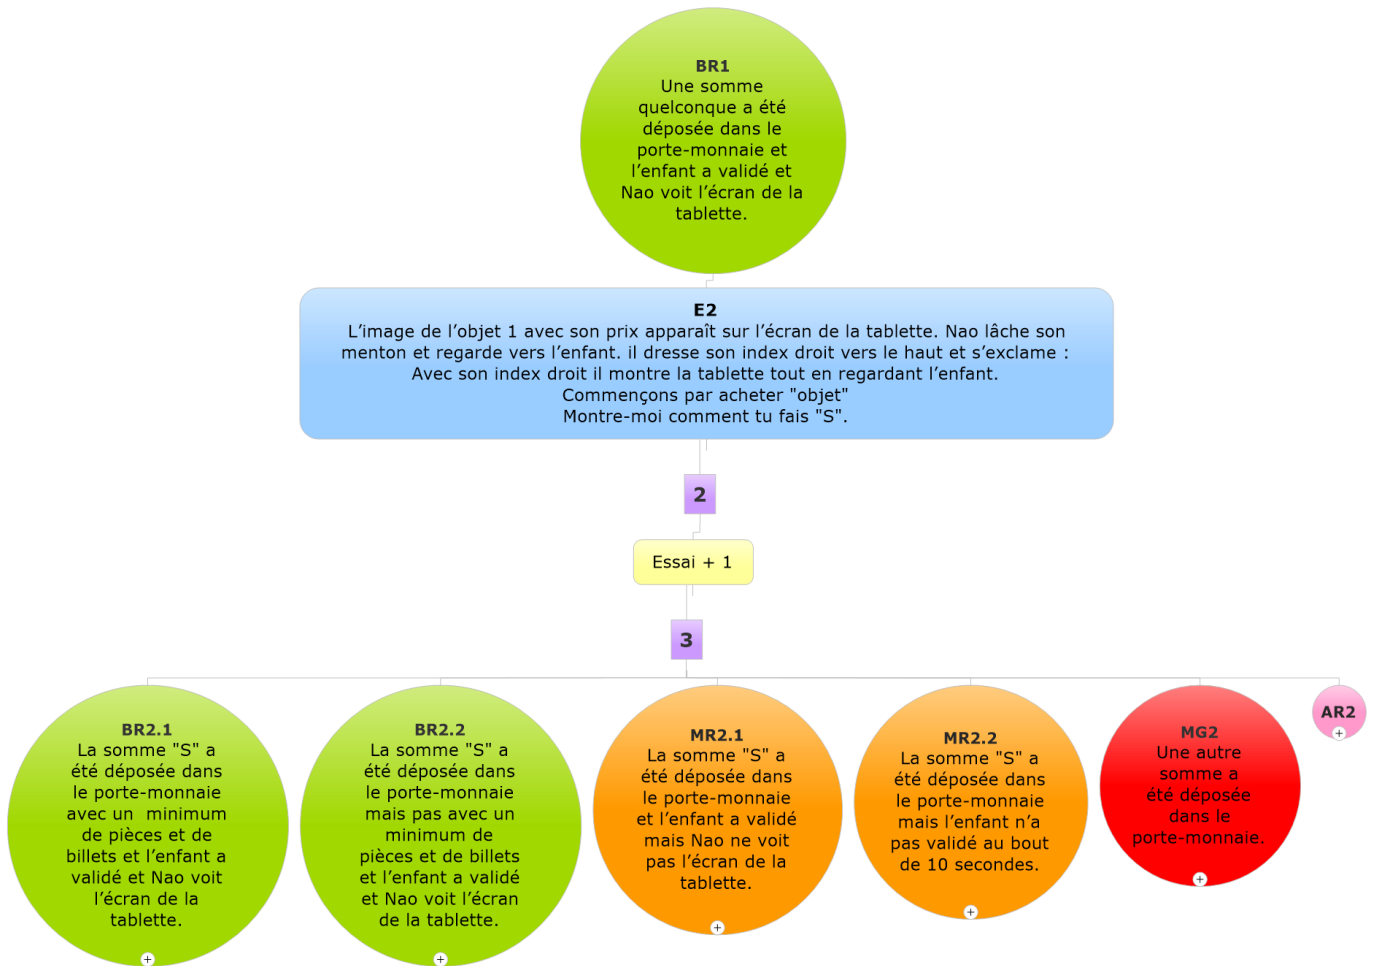 BR1
Une somme
quelconque a été
déposée dans le
porte-monnaie et
l’enfant a validé et
Nao voit l’écran de la
tablette.
E2
L’image de l’objet 1 avec son prix apparaît sur l’écran de la tablette. Nao lâche son
menton et regarde vers l’enfant. il dresse son index droit vers le haut et s’exclame :
Avec son index droit il montre la tablette tout en regardant l’enfant.
Commençons par acheter "objet"
Montre-moi comment tu fais "S".
2
Essai + 1
3
BR2.1
La somme "S" a
été déposée dans
le porte-monnaie
avec un  minimum
de pièces et de
billets et l’enfant a
validé et Nao voit
l’écran de la
tablette.
BR2.2
La somme "S" a
été déposée dans
le porte-monnaie
mais pas avec un
minimum de
pièces et de billets
et l’enfant a validé
et Nao voit l’écran
de la tablette.
MR2.1
La somme "S" a
été déposée dans
le porte-monnaie
et l’enfant a validé
mais Nao ne voit
pas l’écran de la
tablette.
MR2.2
La somme "S" a
été déposée dans
le porte-monnaie
mais l’enfant n’a
pas validé au bout
de 10 secondes.
MG2
Une autre
somme a
été déposée
dans le
porte-monnaie.
AR2